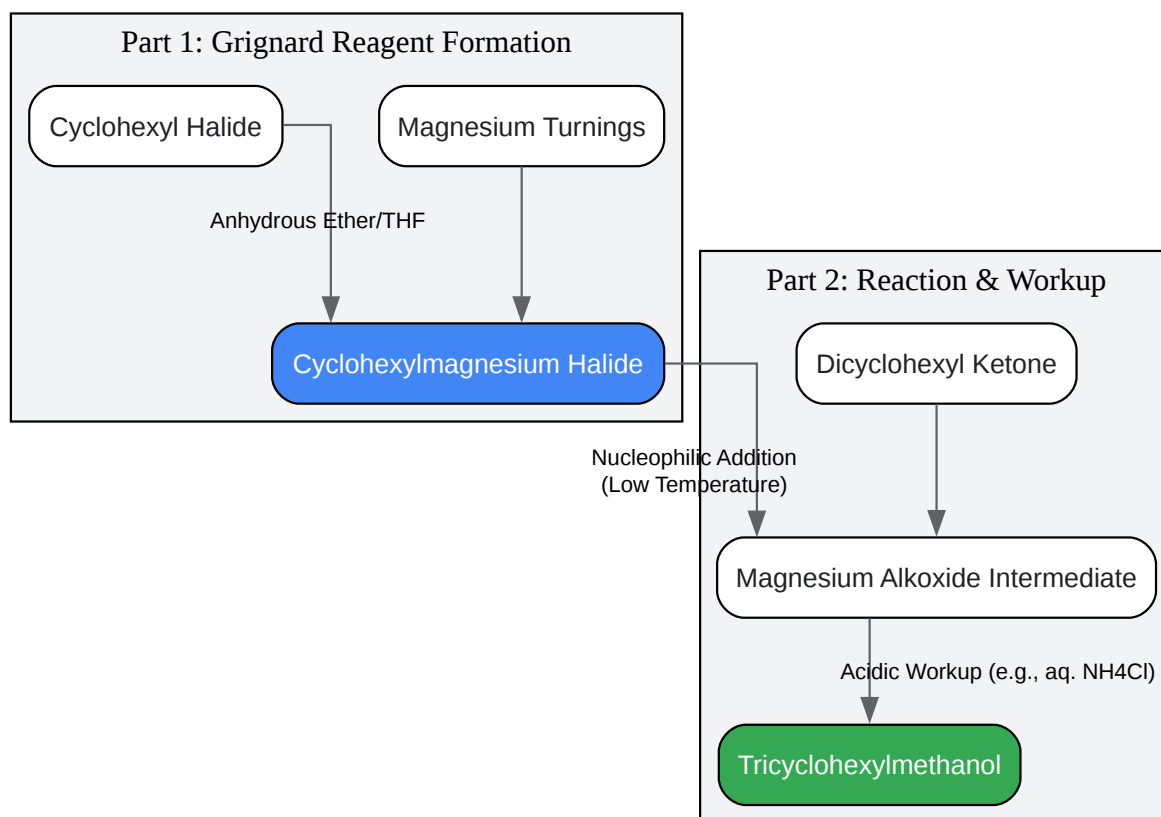 Part 1: Grignard Reagent Formation
Cyclohexyl Halide
Magnesium Turnings
Anhydrous Ether/THF
Cyclohexylmagnesium Halide
Part 2: Reaction & Workup
Dicyclohexyl Ketone
Nucleophilic Addition
(Low Temperature)
Magnesium Alkoxide Intermediate
Acidic Workup (e.g., aq. NH4Cl)
Tricyclohexylmethanol